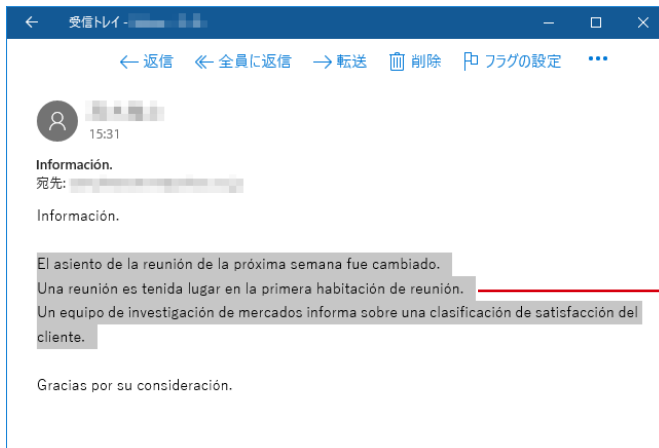 受信トレイ -
返信 全員に返信 転送 削除 フラグの設定 •••
15:31
Información.
宛先:
Información.
El asiento de la reunión de la próxima semana fue cambiado.
Una reunión es tenida lugar en la primera habitación de reunión.
Un equipo de investigación de mercados informa sobre una clasificación de satisfacción del
cliente.
Gracias por su consideración.